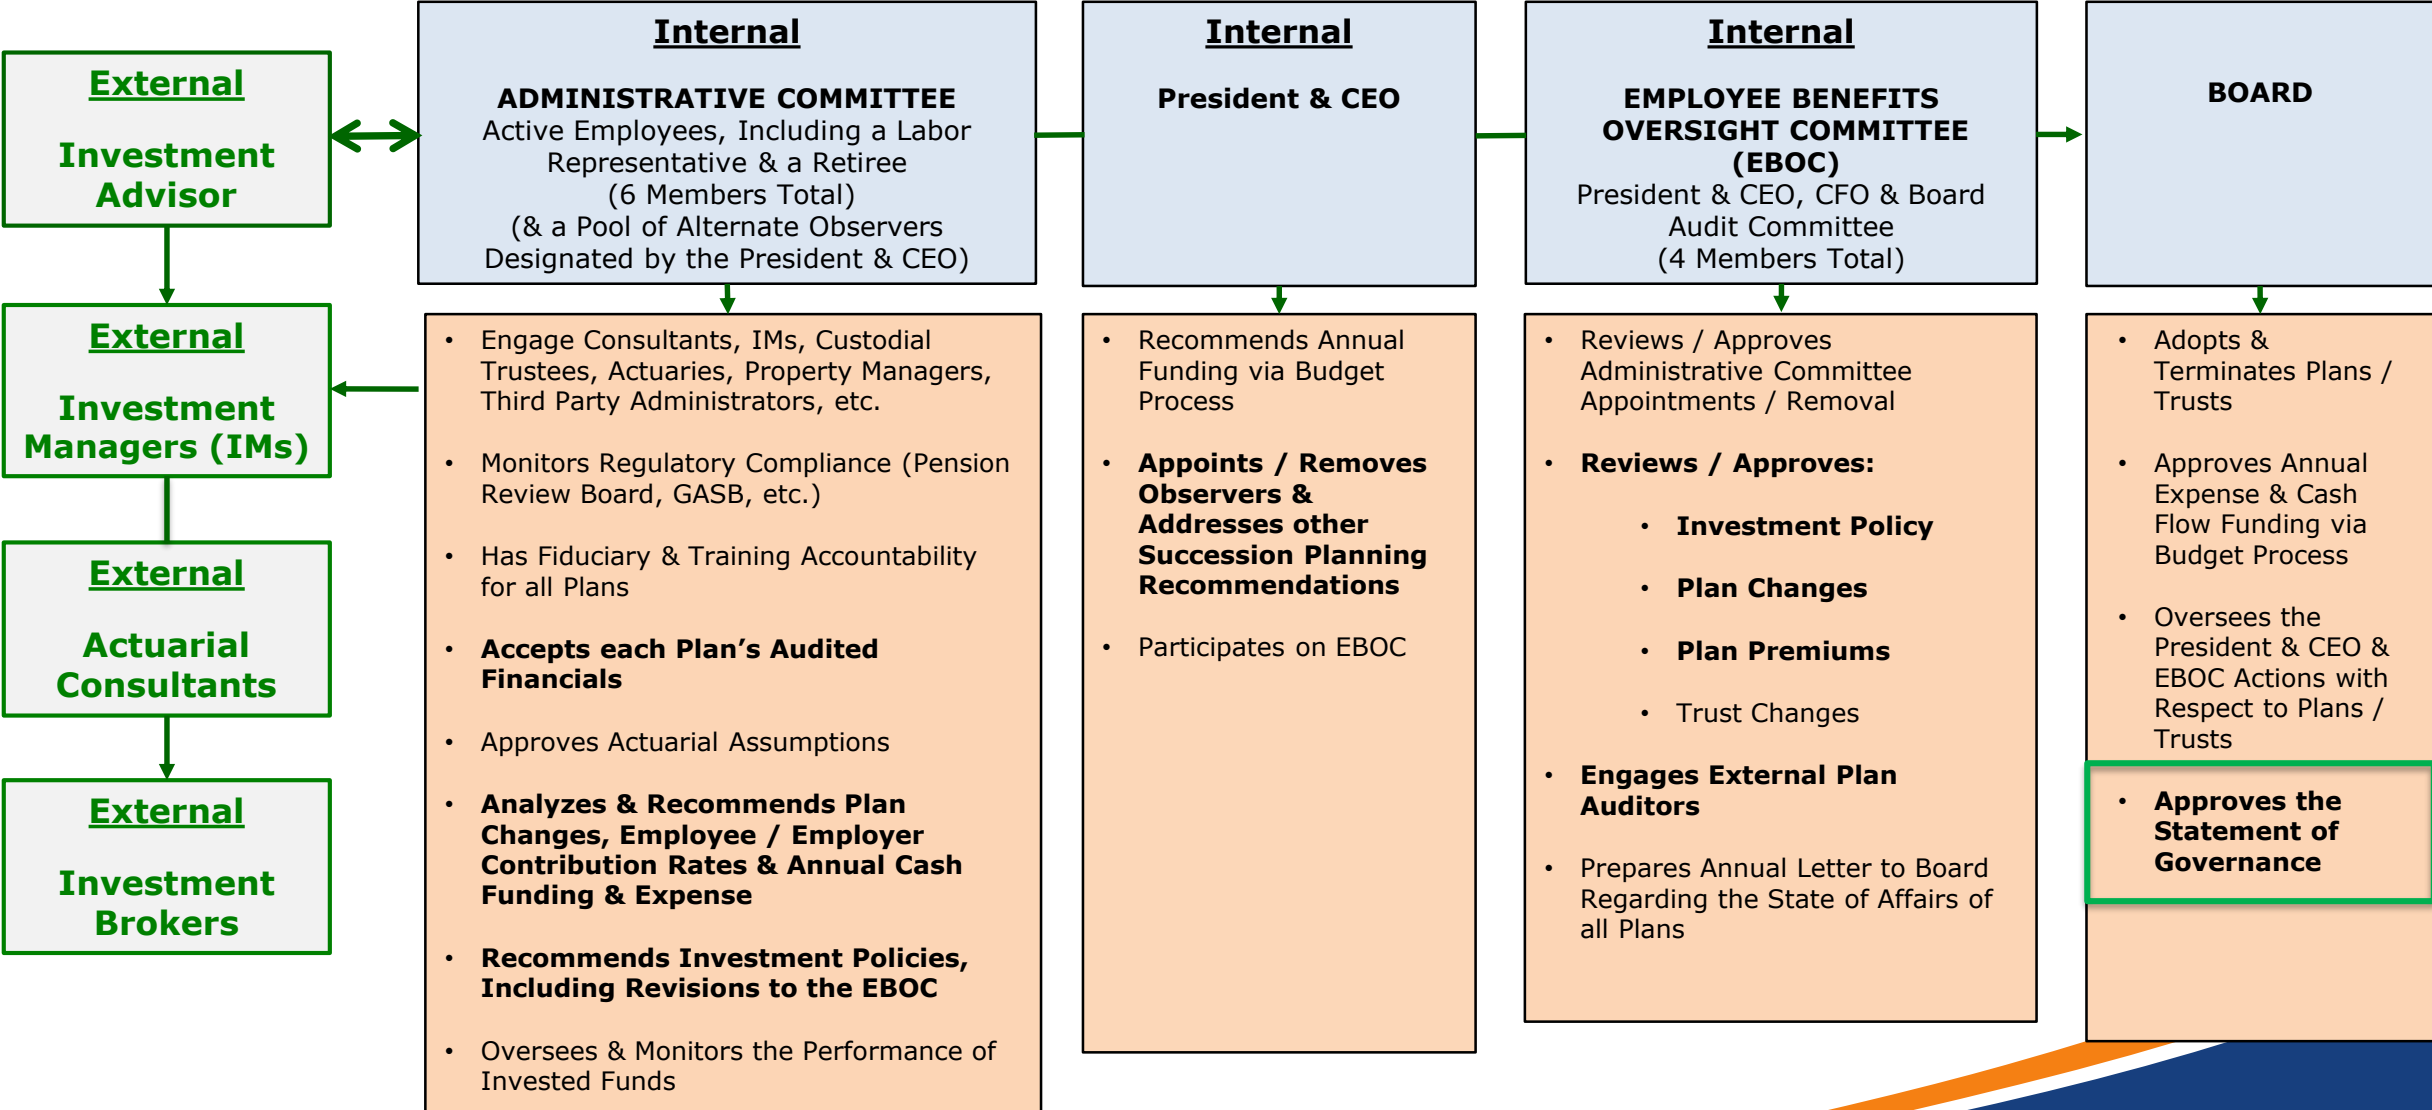 External
Investment
Advisor
External
Investment
Managers (IMs)
External
Actuarial
Consultants
External
Investment
Brokers
Internal
ADMINISTRATIVE COMMITTEE
Active Employees, Including a Labor
Representative & a Retiree
(6 Members Total)
(& a Pool of Alternate Observers
Designated by the President & CEO)
• Engage Consultants, IMs, Custodial
Trustees, Actuaries, Property Managers,
Third Party Administrators, etc.
• Monitors Regulatory Compliance (Pension
Review Board, GASB, etc.)
• Has Fiduciary & Training Accountability
for all Plans
• Accepts each Plan’s Audited
Financials
• Approves Actuarial Assumptions
• Analyzes & Recommends Plan
Changes, Employee / Employer
Contribution Rates & Annual Cash
Funding & Expense
• Recommends Investment Policies,
Including Revisions to the EBOC
• Oversees & Monitors the Performance of
Invested Funds
Internal
President & CEO
• Recommends Annual
Funding via Budget
Process
• Appoints / Removes
Observers &
Addresses other
Succession Planning
Recommendations
• Participates on EBOC
Internal
EMPLOYEE BENEFITS
OVERSIGHT COMMITTEE
(EBOC)
President & CEO, CFO & Board
Audit Committee
(4 Members Total)
• Reviews / Approves
Administrative Committee
Appointments / Removal
• Reviews / Approves:
• Investment Policy
• Plan Changes
• Plan Premiums
• Trust Changes
• Engages External Plan
Auditors
• Prepares Annual Letter to Board
Regarding the State of Affairs of
all Plans
BOARD
• Adopts &
Terminates Plans /
Trusts
• Approves Annual
Expense & Cash
Flow Funding via
Budget Process
• Oversees the
President & CEO &
EBOC Actions with
Respect to Plans /
Trusts
• Approves the
Statement of
Governance